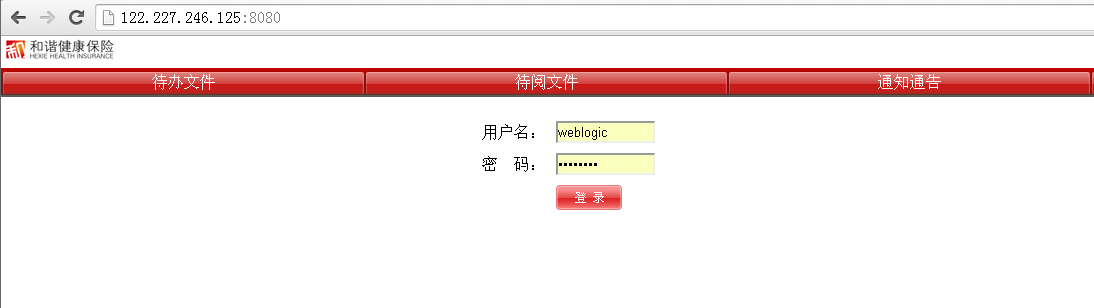 122.227.246.125:8080
和谐健康保险
HEXIE HEALTH INSURANCE
待办文件 待阅文件 通知通告
用户名： weblogic
密 码： ••••••••
登 录